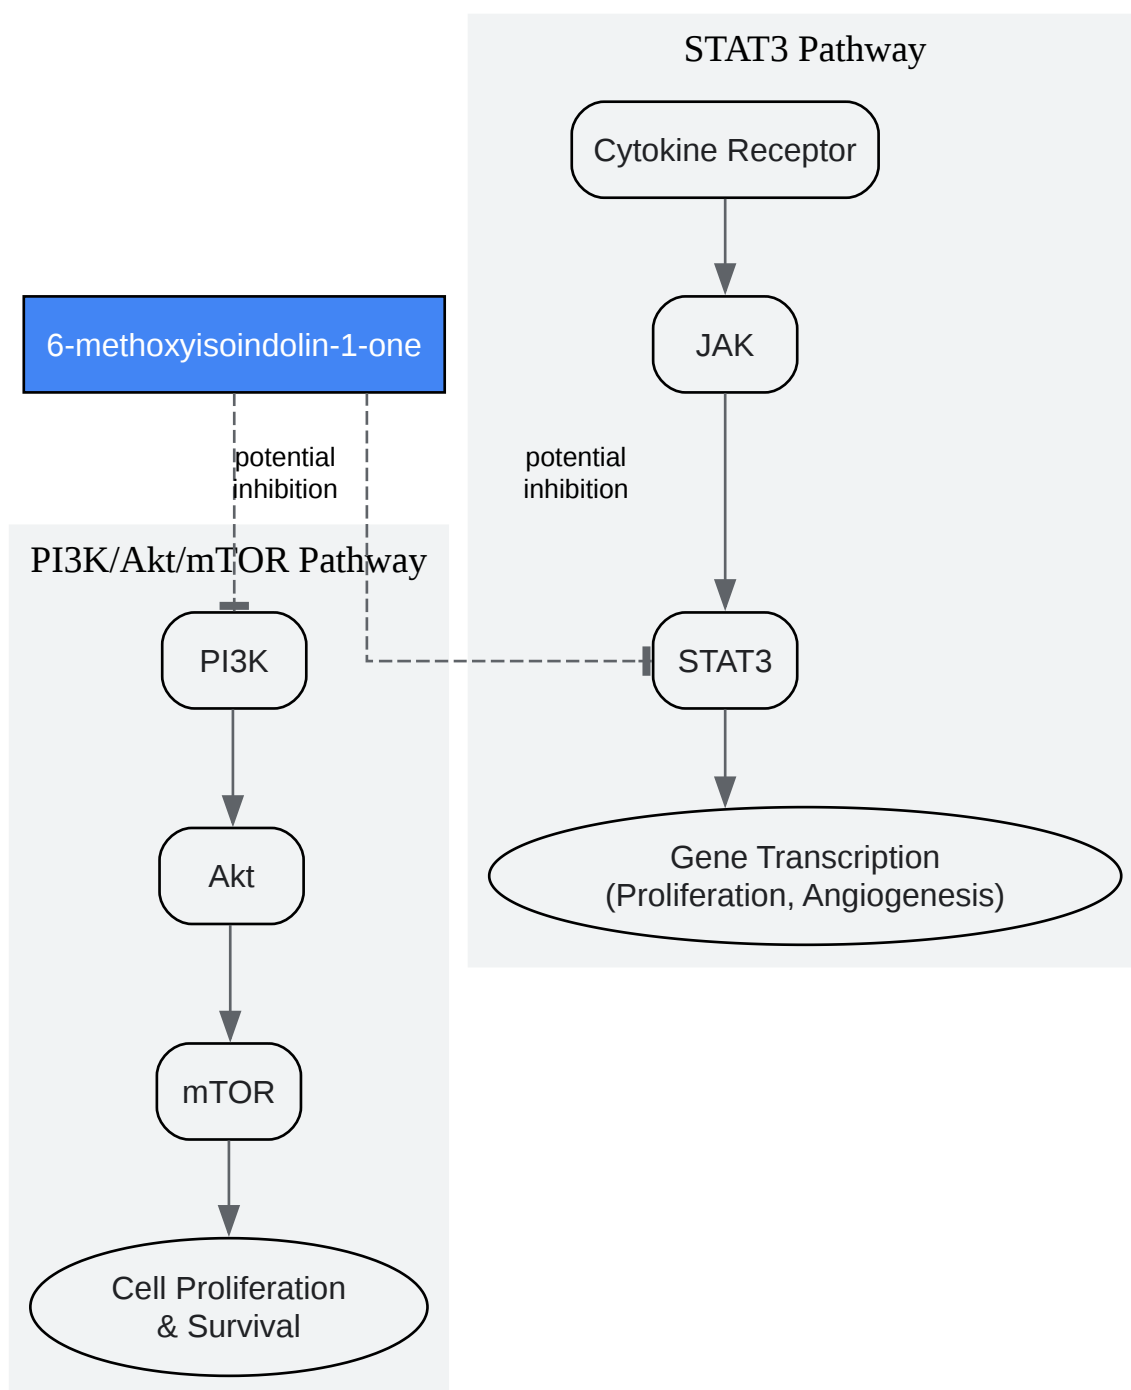 STAT3 Pathway
Cytokine Receptor
6-methoxyisoindolin-1-one
JAK
potential
inhibition
potential
inhibition
PI3K/Akt/mTOR Pathway
PI3K
STAT3
Akt
Gene Transcription
(Proliferation, Angiogenesis)
mTOR
Cell Proliferation
& Survival